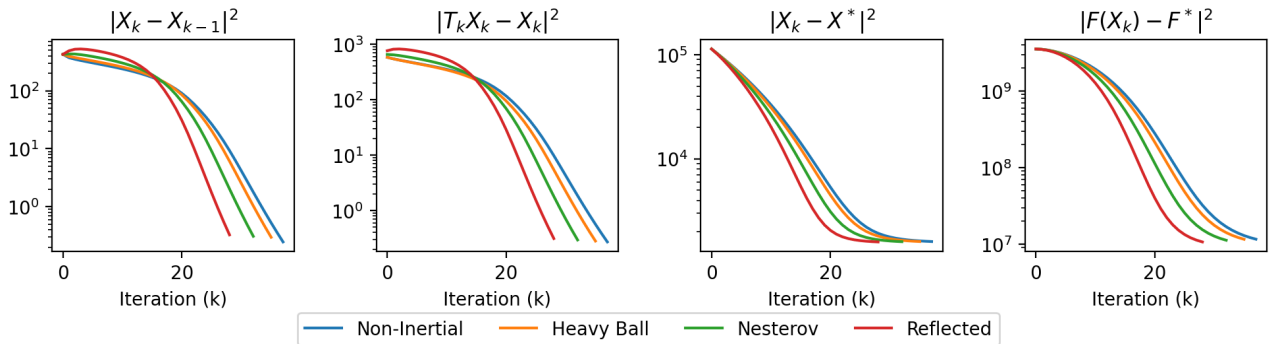 |X_k − X_{k−1}|^2
|T_kX_k − X_k|^2
|X_k − X^*|^2
|F(X_k) − F^*|^2
10^2
10^1
10^0
0
20
Iteration (k)
10^3
10^2
10^1
10^0
0
20
Iteration (k)
10^5
10^4
0
20
Iteration (k)
10^9
10^8
10^7
0
20
Iteration (k)
Non-Inertial
Heavy Ball
Nesterov
Reflected